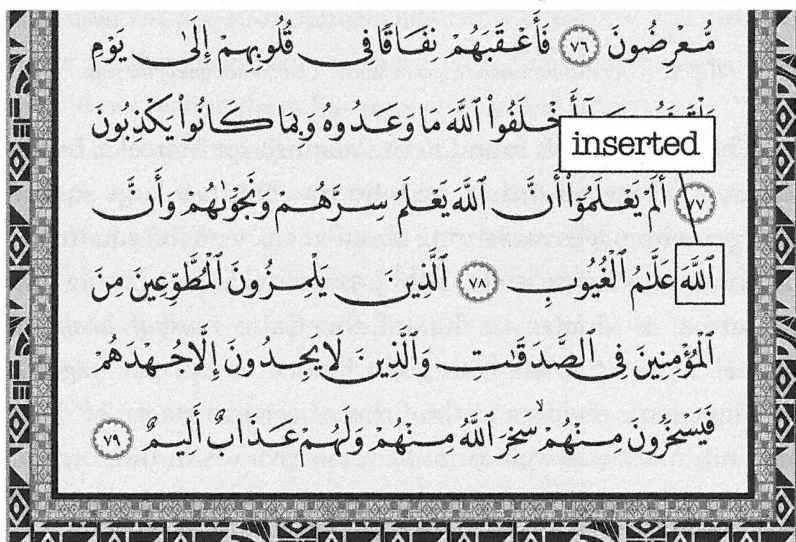 مُّعْرِضُونَ ٧٦ فَأَعْقَبَهُمْ نِفَاقًا فِى قُلُوبِهِمْ إِلَىٰ يَوْمِ
أَخْلَفُوا۟ ٱللَّهَ مَا وَعَدُوهُ وَبِمَا كَانُوا۟ يَكْذِبُونَ
inserted
٧٧ أَلَمْ يَعْلَمُوٓا۟ أَنَّ ٱللَّهَ يَعْلَمُ سِرَّهُمْ وَنَجْوَىٰهُمْ وَأَنَّ
ٱللَّهَ عَلَّٰمُ ٱلْغُيُوبِ ٧٨ ٱلَّذِينَ يَلْمِزُونَ ٱلْمُطَّوِّعِينَ مِنَ
ٱلْمُؤْمِنِينَ فِى ٱلصَّدَقَٰتِ وَٱلَّذِينَ لَا يَجِدُونَ إِلَّا جُهْدَهُمْ
فَيَسْخَرُونَ مِنْهُمْ ۙ سَخِرَ ٱللَّهُ مِنْهُمْ وَلَهُمْ عَذَابٌ أَلِيمٌ ٧٩